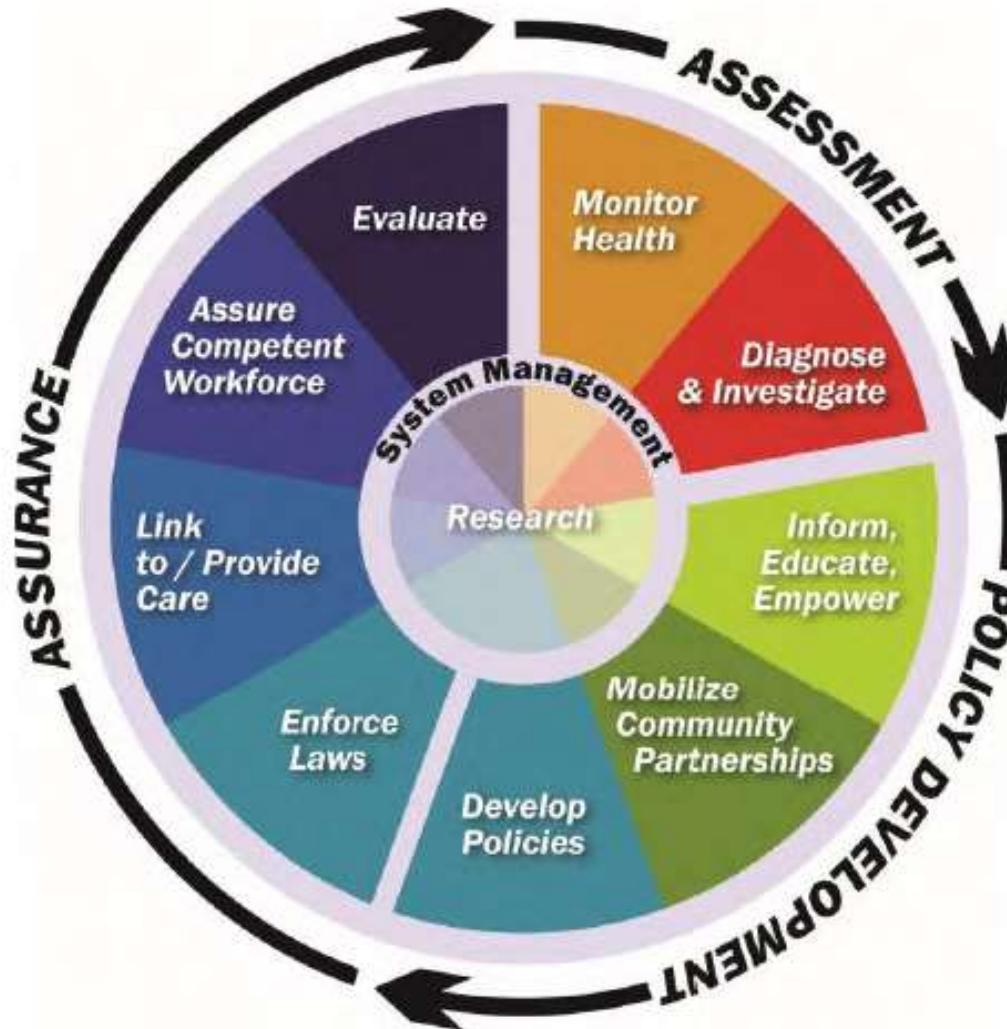 ASSESSMENT
Monitor
Health
Diagnose
& Investigate
POLICY DEVELOPMENT
Inform,
Educate,
Empower
Mobilize
Community
Partnerships
Develop
Policies
ASSURANCE
Enforce
Laws
Link
to / Provide
Care
Assure
Competent
Workforce
Evaluate
System Management
Research